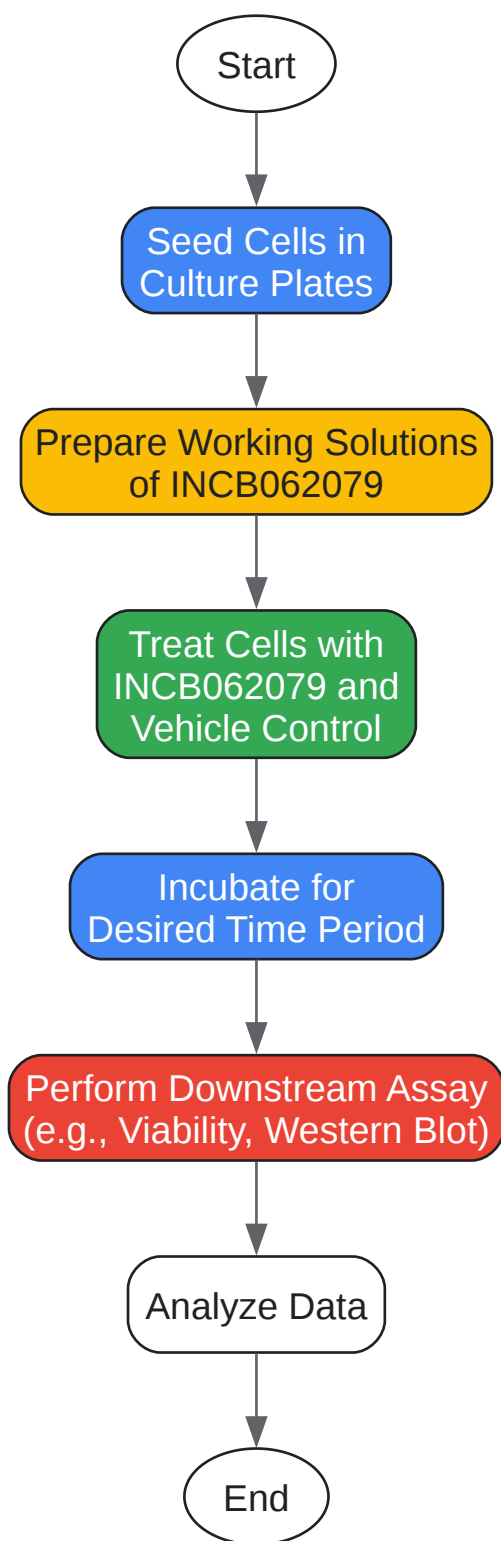 Start
Seed Cells in
Culture Plates
Prepare Working Solutions
of INCB062079
Treat Cells with
INCB062079 and
Vehicle Control
Incubate for
Desired Time Period
Perform Downstream Assay
(e.g., Viability, Western Blot)
Analyze Data
End